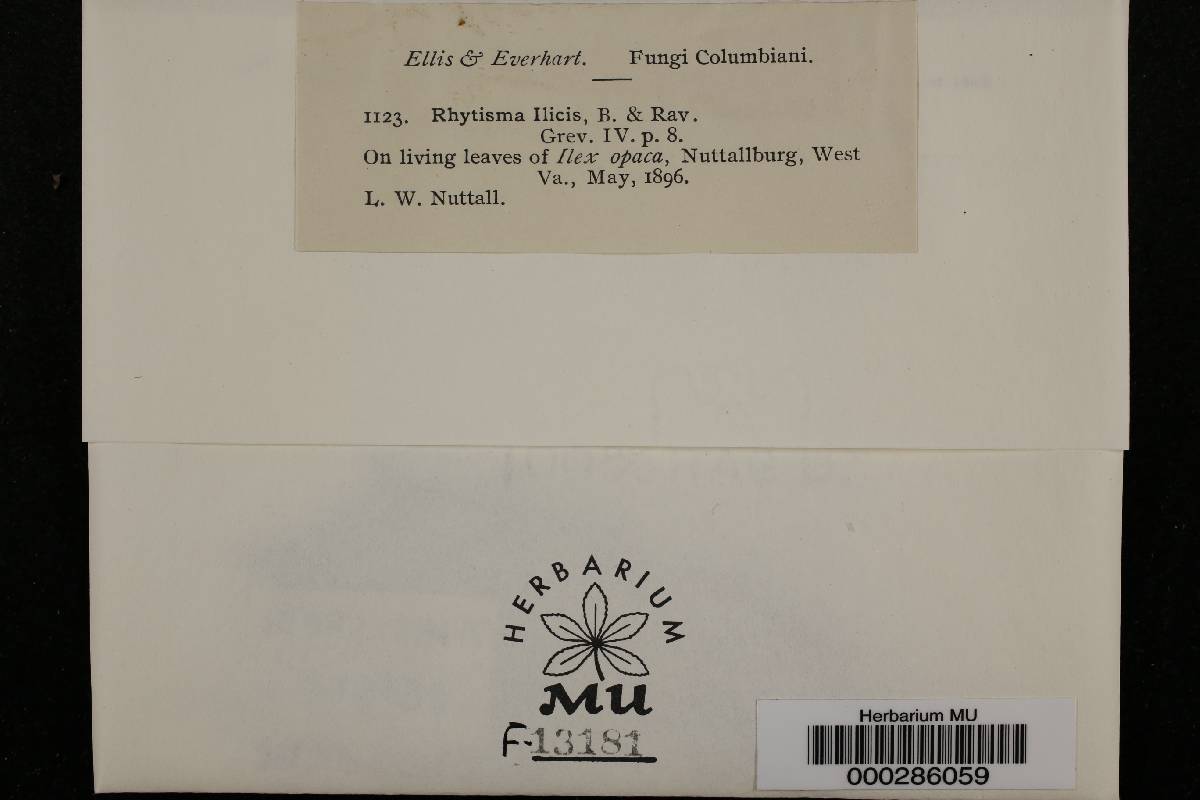 Ellis & Everhart. Fungi Columbiani.
1123. Rhytisma Ilicis, B. & Rav.
Grev. IV. p. 8.
On living leaves of Ilex opaca, Nuttallburg, West
Va., May, 1896.
L. W. Nuttall.
HERBARIUM
MU
F-13181
Herbarium MU
000286059